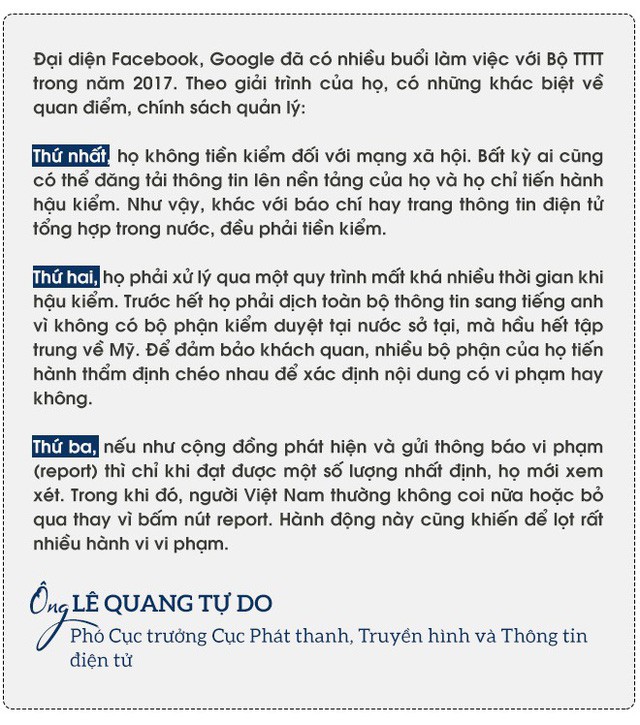 Đại diện Facebook, Google đã có nhiều buổi làm việc với Bộ TTTT
trong năm 2017. Theo giải trình của họ, có những khác biệt về
quan điểm, chính sách quản lý:
Thứ nhất, họ không tiền kiểm đối với mạng xã hội. Bất kỳ ai cũng
có thể đăng tải thông tin lên nền tảng của họ và họ chỉ tiến hành
hậu kiểm. Như vậy, khác với báo chí hay trang thông tin điện tử
tổng hợp trong nước, đều phải tiền kiểm.
Thứ hai, họ phải xử lý qua một quy trình mất khá nhiều thời gian khi
hậu kiểm. Trước hết họ phải dịch toàn bộ thông tin sang tiếng anh
vì không có bộ phận kiểm duyệt tại nước sở tại, mà hầu hết tập
trung về Mỹ. Để đảm bảo khách quan, nhiều bộ phận của họ tiến
hành thẩm định chéo nhau để xác định nội dung có vi phạm hay
không.
Thứ ba, nếu như cộng đồng phát hiện và gửi thông báo vi phạm
(report) thì chỉ khi đạt được một số lượng nhất định, họ mới xem
xét. Trong khi đó, người Việt Nam thường không coi nữa hoặc bỏ
qua thay vì bấm nút report. Hành động này cũng khiến để lọt rất
nhiều hành vi vi phạm.
Ông LÊ QUANG TỰ DO
Phó Cục trưởng Cục Phát thanh, Truyền hình và Thông tin
điện tử